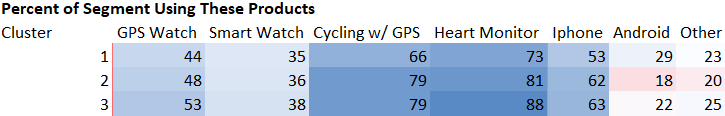 Percent of Segment Using These Products
Cluster GPS Watch Smart Watch Cycling w/ GPS Heart Monitor Iphone Android Other
1 44 35 66 73 53 29 23
2 48 36 79 81 62 18 20
3 53 38 79 88 63 22 25